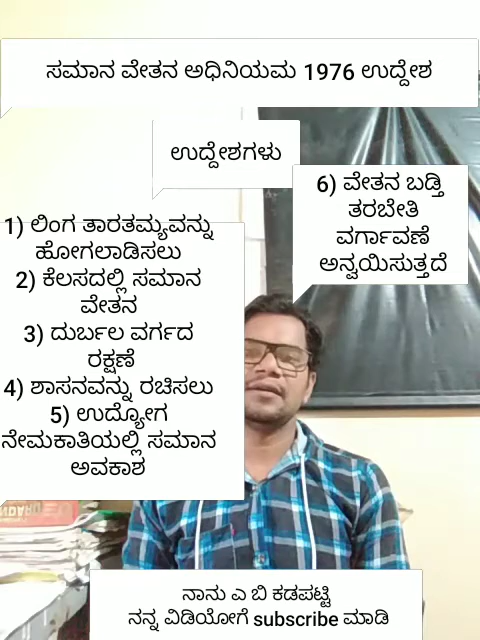 ಸಮಾನ ವೇತನ ಅಧಿನಿಯಮ 1976 ಉದ್ದೇಶ
ಉದ್ದೇಶಗಳು
1) ಲಿಂಗ ತಾರತಮ್ಯವನ್ನು
ಹೋಗಲಾಡಿಸಲು
2) ಕೆಲಸದಲ್ಲಿ ಸಮಾನ
ವೇತನ
3) ದುರ್ಬಲ ವರ್ಗದ
ರಕ್ಷಣೆ
4) ಶಾಸನವನ್ನು ರಚಿಸಲು
5) ಉದ್ಯೋಗ
ನೇಮಕಾತಿಯಲ್ಲಿ ಸಮಾನ
ಅವಕಾಶ
6) ವೇತನ ಬಡ್ತಿ
ತರಬೇತಿ
ವರ್ಗಾವಣೆ
ಅನ್ವಯಿಸುತ್ತದೆ
ನಾನು ಎ ಬಿ ಕಡಪಟ್ಟಿ
ನನ್ನ ವಿಡಿಯೋಗೆ subscribe ಮಾಡಿ